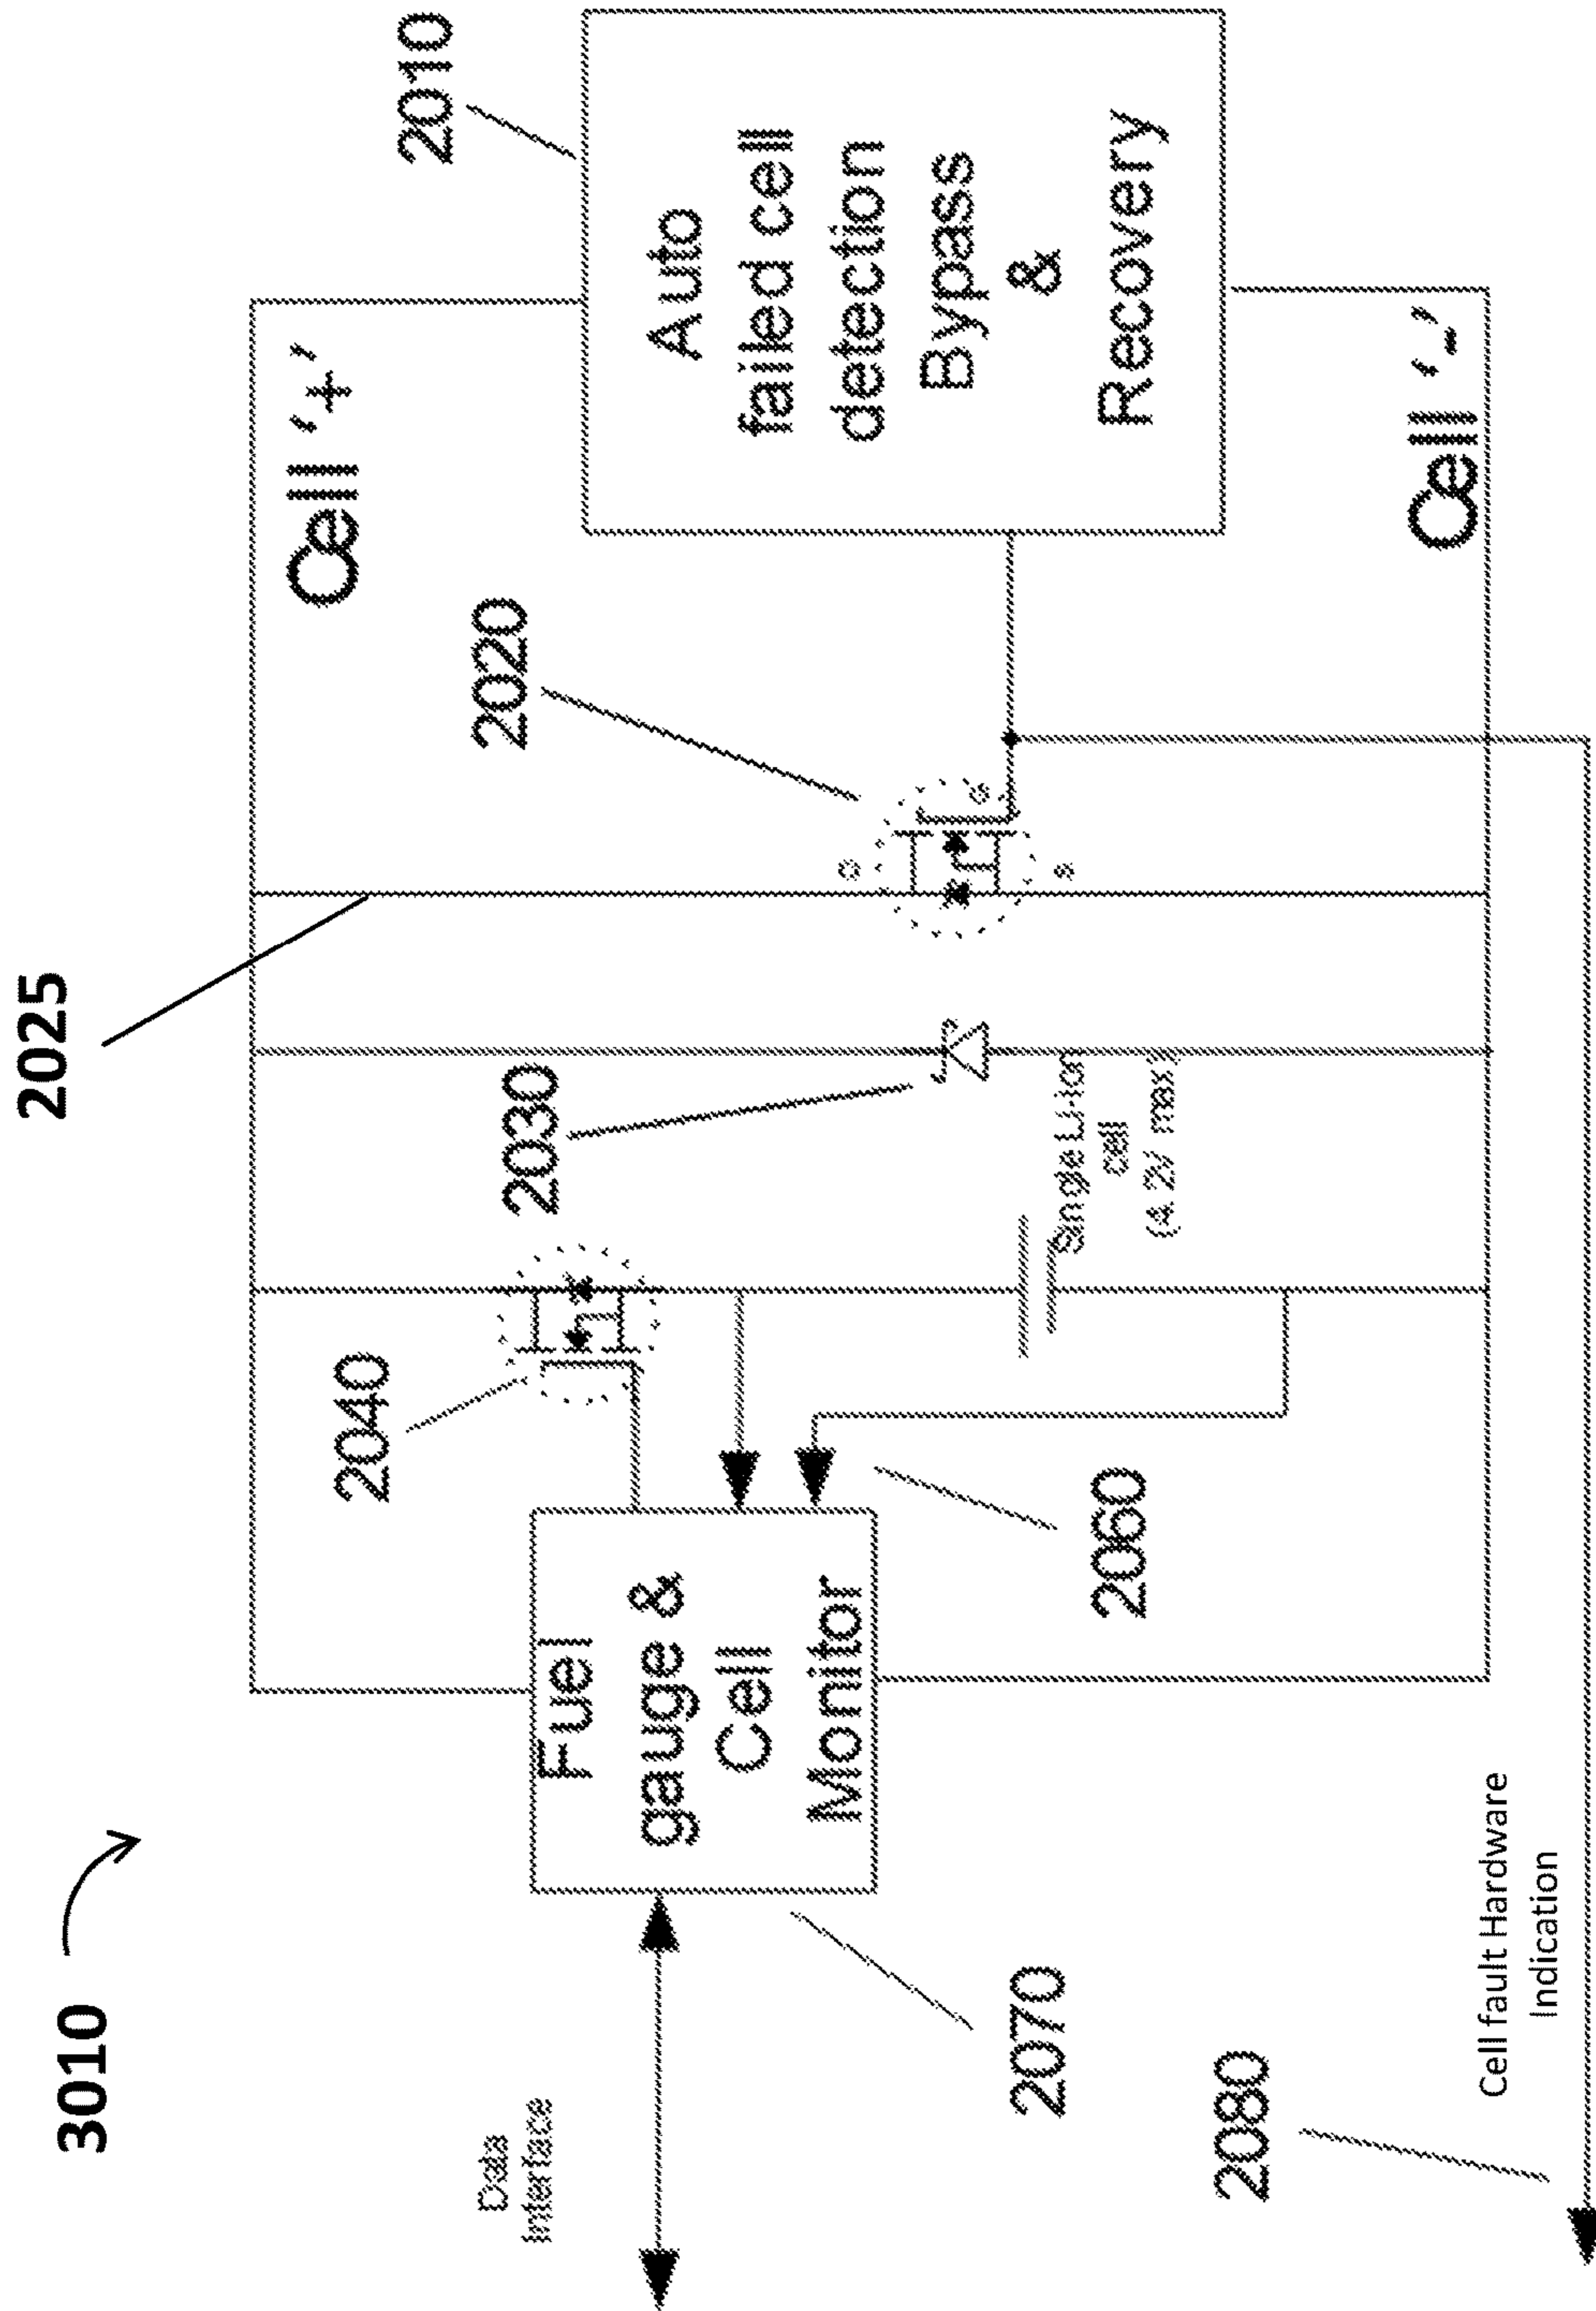 3010
2025
Data
Interface
Fuel
gauge &
Cell
Monitor
2070
2060
2040
2030
Single Li-ion
cell
(4.2V max)
2020
D
G
S
Cell '+'
Cell '-'
2010
Auto
failed cell
detection
Bypass
&
Recovery
2080
Cell fault Hardware
Indication